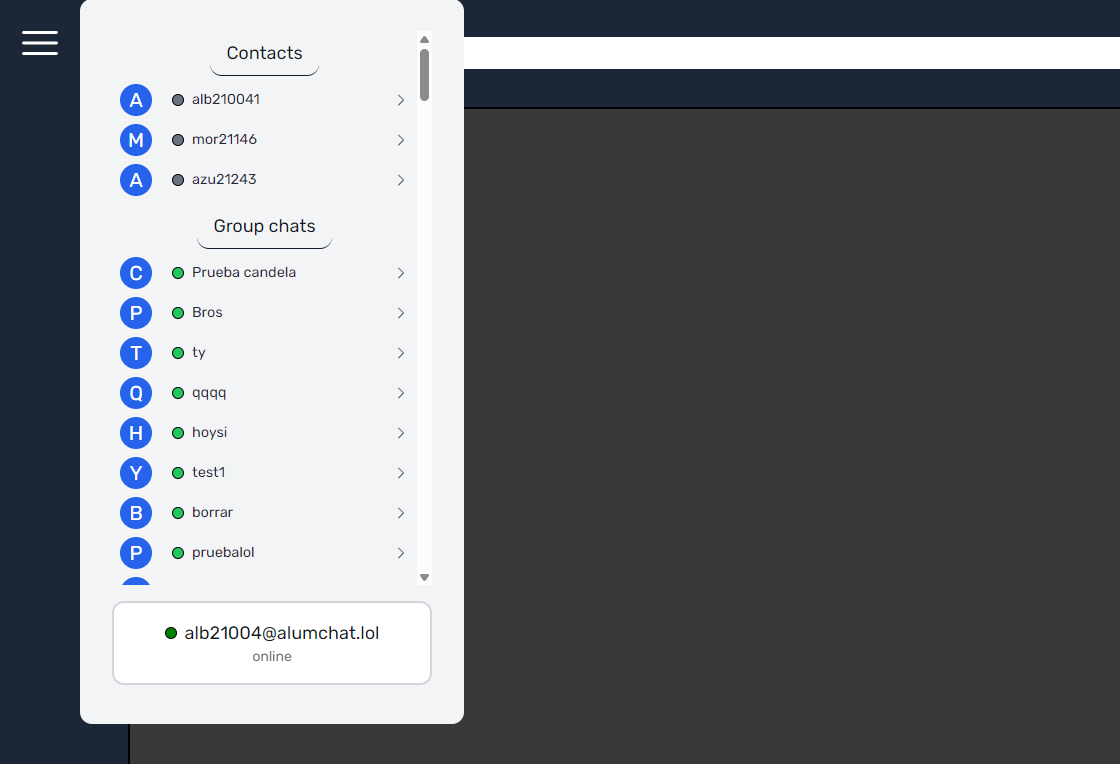 Contacts
A alb210041
M mor21146
A azu21243
Group chats
C Prueba candela
P Bros
T ty
Q qqqq
H hoysi
Y test1
B borrar
P pruebalol
alb21004@alumchat.lol
online